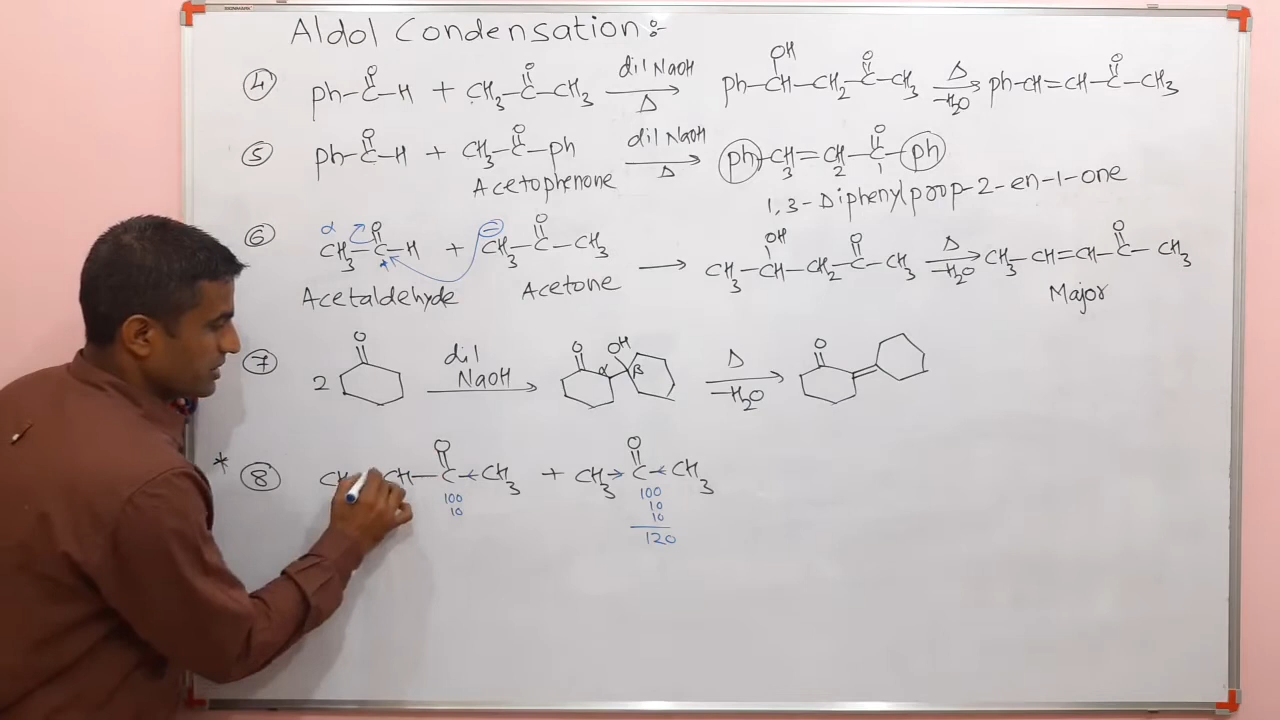 Aldol Condensation:-
④ Ph-C(=O)-H + CH3-C(=O)-CH3 dil NaOH Δ → Ph-CH(OH)-CH2-C(=O)-CH3 Δ -H2O → Ph-CH=CH-C(=O)-CH3
⑤ Ph-C(=O)-H + CH3-C(=O)-Ph dil NaOH Δ → Ph-CH=CH-C(=O)-Ph
3 2 1
Acetophenone
1,3-Diphenylprop-2-en-1-one
⑥ α CH3-C(=O)-H + ⊖ CH3-C(=O)-CH3 → CH3-CH(OH)-CH2-C(=O)-CH3 Δ -H2O → CH3-CH=CH-C(=O)-CH3
Acetaldehyde Acetone Major
⑦ 2 O dil NaOH → O OH α β Δ -H2O → O
* ⑧ CH CH-C(=O)-CH3 + CH3-C(=O)-CH3
100 100
10 10
10
120